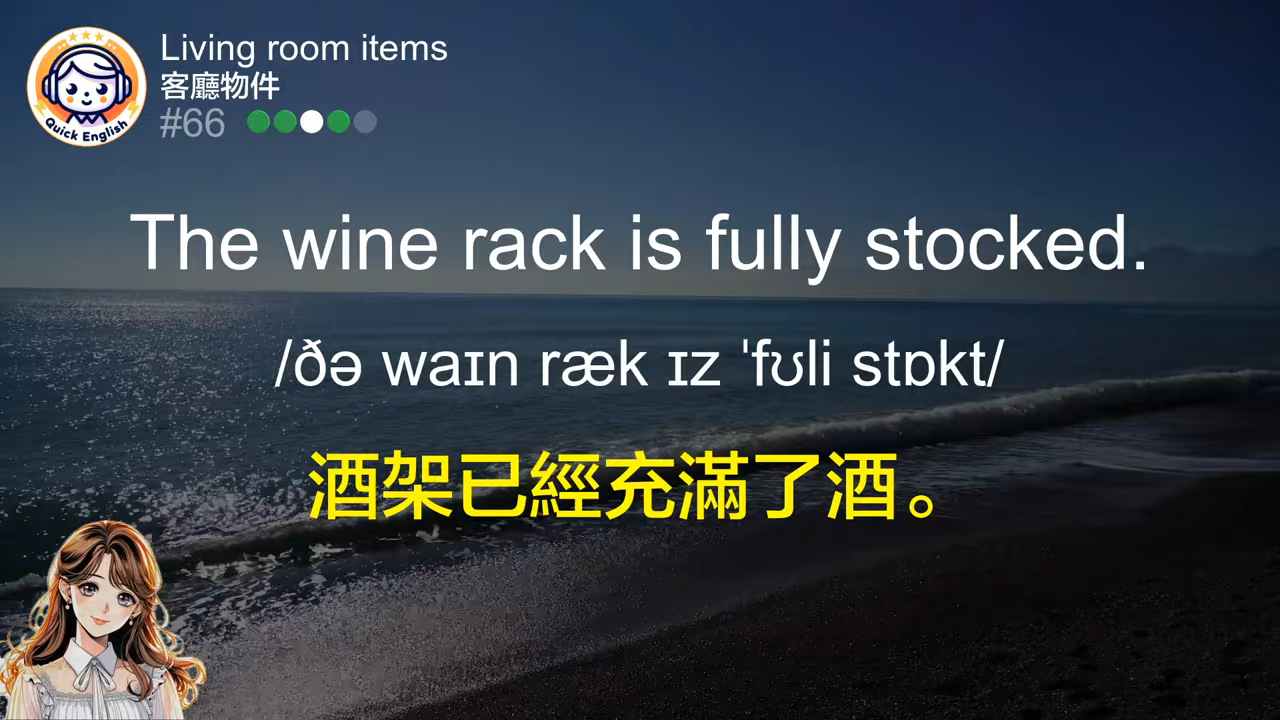 Living room items
客廳物件
#66
Quick English
The wine rack is fully stocked.
/ðə waɪn ræk ɪz ˈfʊli stɒkt/
酒架已經充滿了酒。